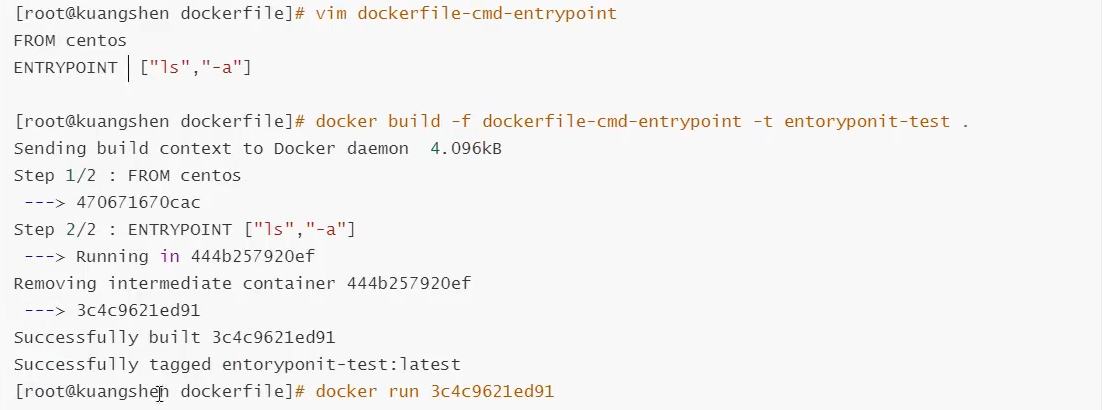 [root@kuangshen dockerfile]# vim dockerfile-cmd-entrypoint
FROM centos
ENTRYPOINT ["ls","-a"]
[root@kuangshen dockerfile]# docker build -f dockerfile-cmd-entrypoint -t entoryponit-test .
Sending build context to Docker daemon  4.096kB
Step 1/2 : FROM centos
 ---> 470671670cac
Step 2/2 : ENTRYPOINT ["ls","-a"]
 ---> Running in 444b257920ef
Removing intermediate container 444b257920ef
 ---> 3c4c9621ed91
Successfully built 3c4c9621ed91
Successfully tagged entoryponit-test:latest
[root@kuangshen dockerfile]# docker run 3c4c9621ed91